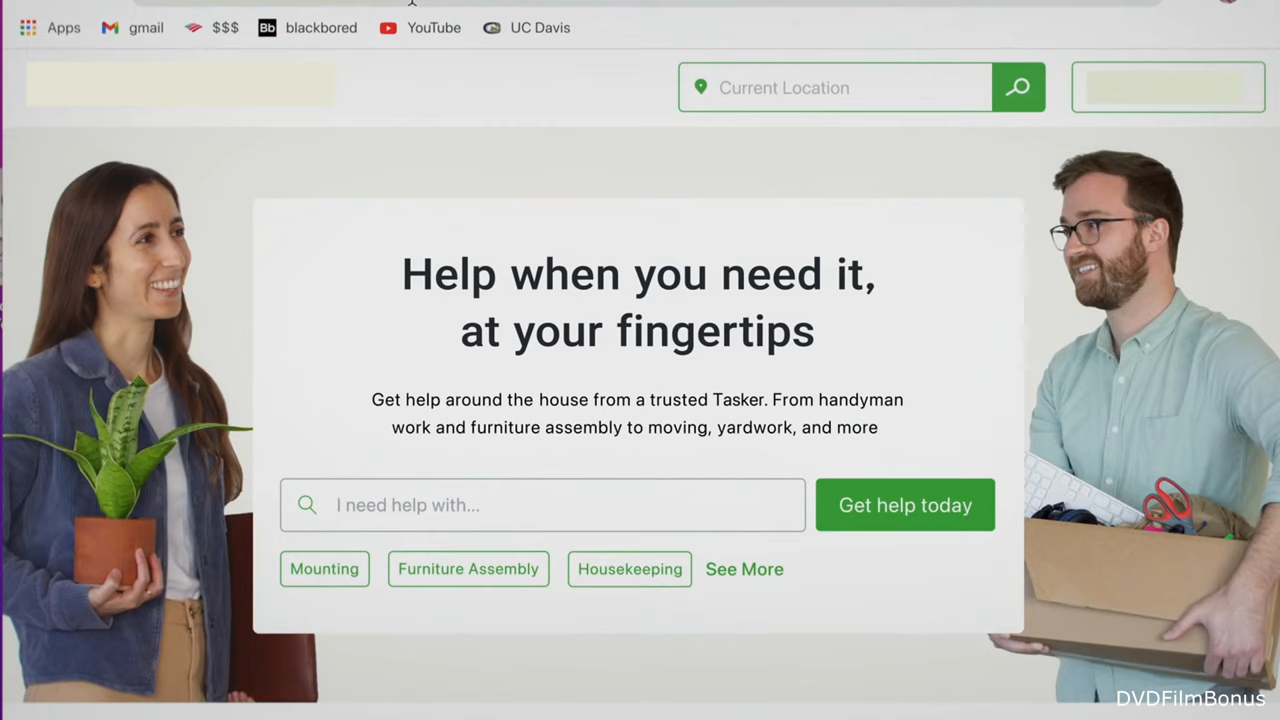 Apps gmail $$$ Bb blackbored YouTube UC Davis
Current Location
Help when you need it,
at your fingertips
Get help around the house from a trusted Tasker. From handyman
work and furniture assembly to moving, yardwork, and more
I need help with...
Get help today
Mounting Furniture Assembly Housekeeping See More
DVDFilmBonus